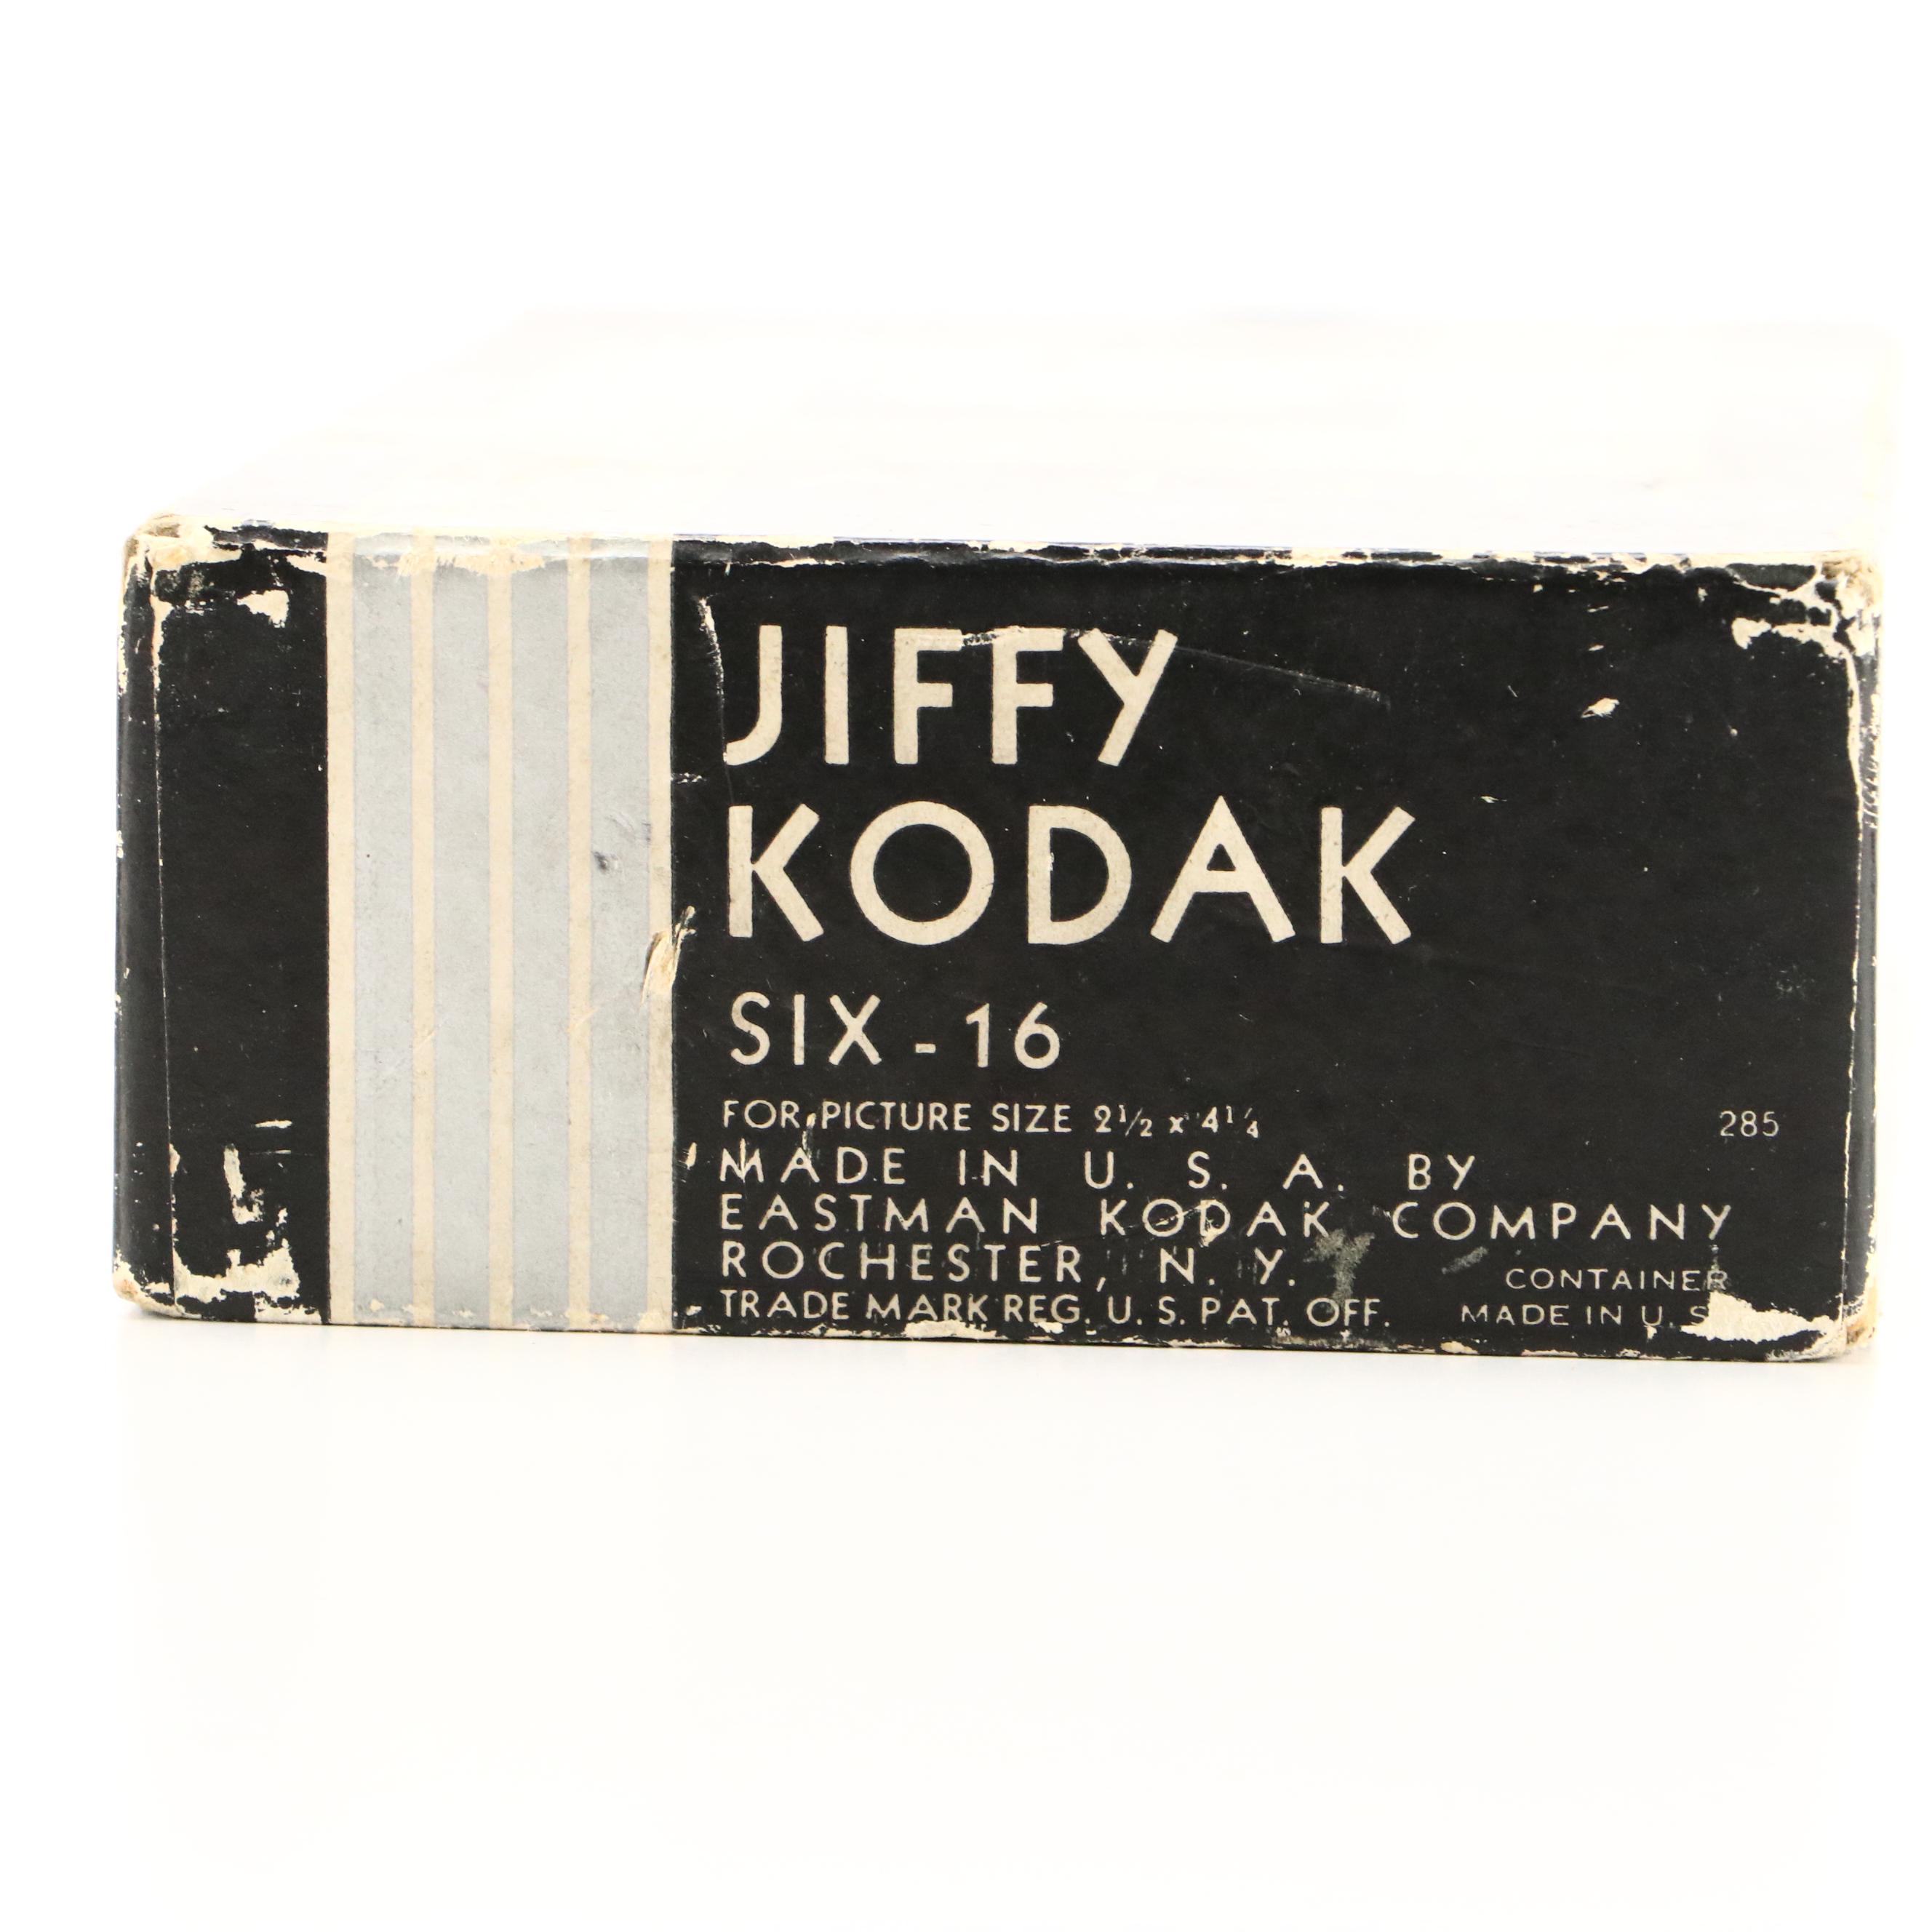 JIFFY
KODAK
SIX-16
FOR PICTURE SIZE 2½ x 4¼
285
MADE IN U. S. A. BY
EASTMAN KODAK COMPANY
ROCHESTER, N. Y.
TRADE MARK REG. U. S. PAT. OFF.
CONTAINER
MADE IN U. S